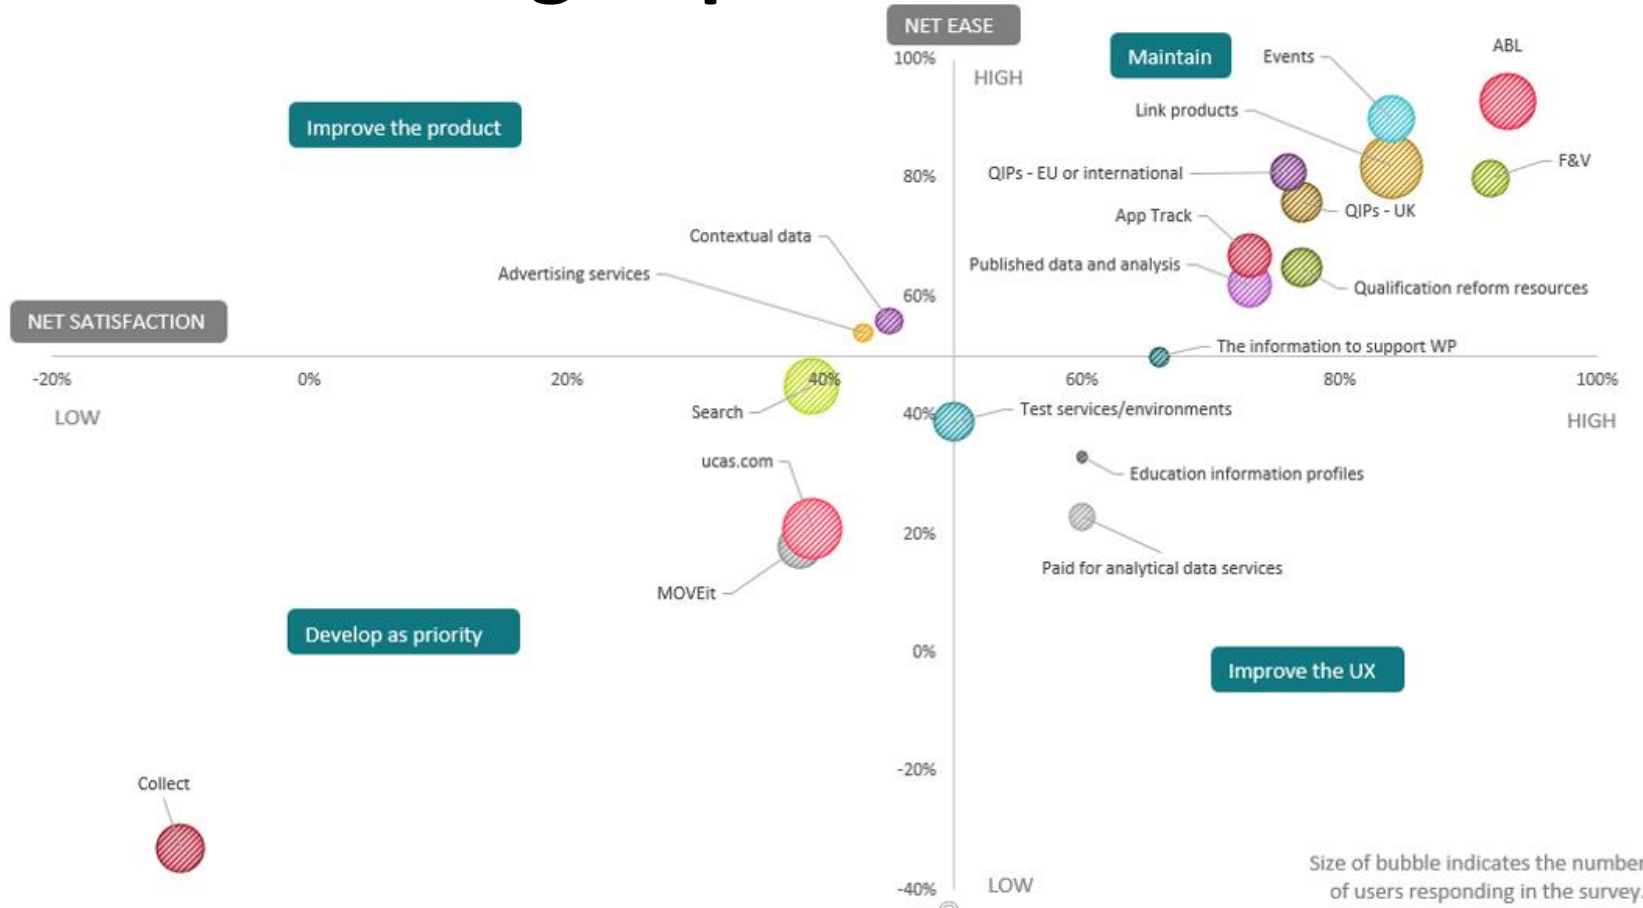 NET EASE
100%
HIGH
Maintain
Events
ABL
Link products
Improve the product
F&V
QIPs - EU or international
80%
QIPs - UK
App Track
Contextual data
Published data and analysis
Advertising services
60%
Qualification reform resources
NET SATISFACTION
The information to support WP
-20%
0%
20%
40%
60%
80%
100%
LOW
HIGH
Search
40%
Test services/environments
ucas.com
Education information profiles
20%
Paid for analytical data services
MOVEit
Develop as priority
0%
Improve the UX
-20%
Collect
Size of bubble indicates the number
of users responding in the survey.
-40%
LOW